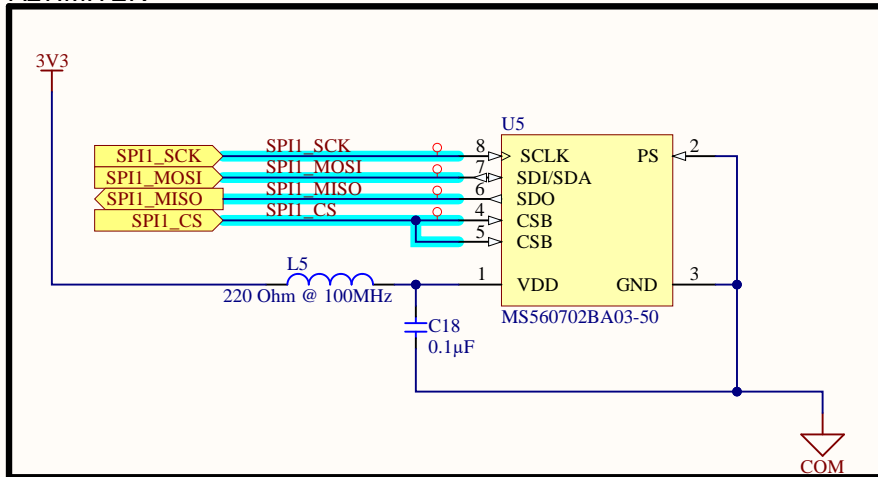 3V3
U5
SPI1_SCK SPI1_SCK 8 SCLK PS 2
SPI1_MOSI SPI1_MOSI 7 SDI/SDA
SPI1_MISO SPI1_MISO 6 SDO
SPI1_CS SPI1_CS 4 CSB
5 CSB
L5 1 VDD GND 3
220 Ohm @ 100MHz
MS560702BA03-50
C18
0.1µF
COM